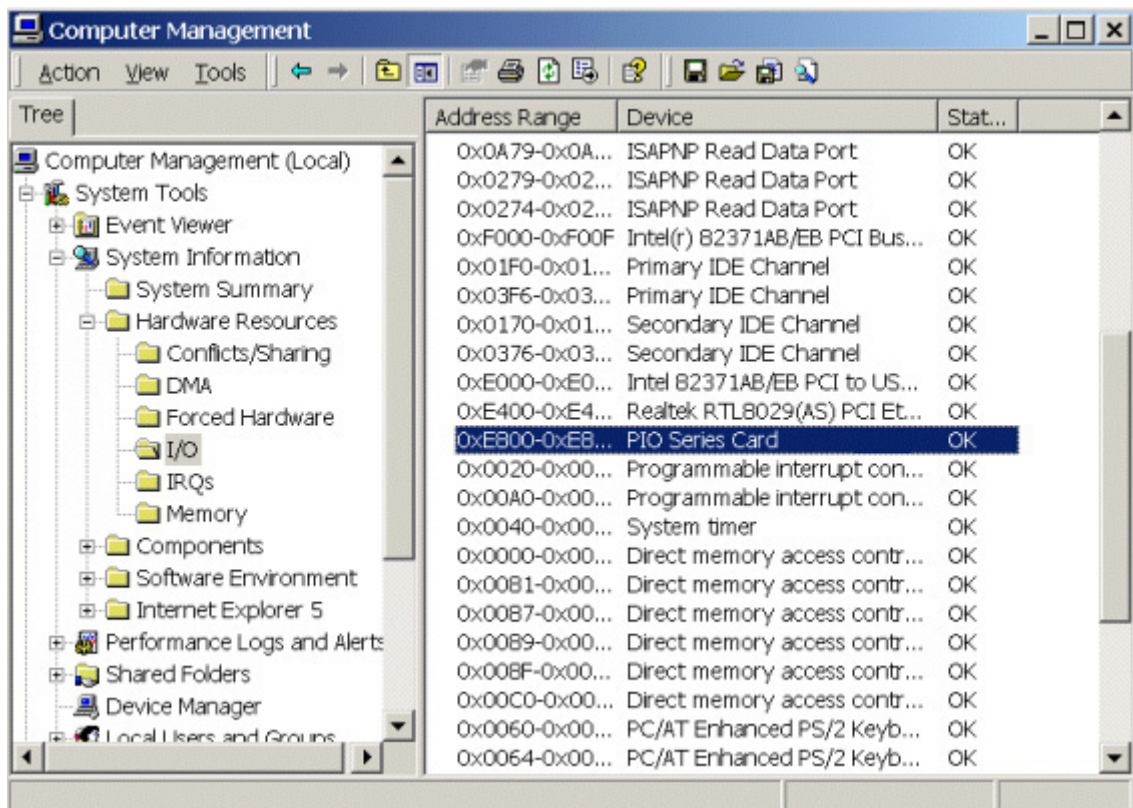 Computer Management
Action View Tools
Tree
Computer Management (Local)
System Tools
Event Viewer
System Information
System Summary
Hardware Resources
Conflicts/Sharing
DMA
Forced Hardware
I/O
IRQs
Memory
Components
Software Environment
Internet Explorer 5
Performance Logs and Alerts
Shared Folders
Device Manager
Local Users and Groups
Address Range Device Stat...
0x0A79-0x0A... ISAPNP Read Data Port OK
0x0279-0x02... ISAPNP Read Data Port OK
0x0274-0x02... ISAPNP Read Data Port OK
0xF000-0xF00F Intel(r) 82371AB/EB PCI Bus... OK
0x01F0-0x01... Primary IDE Channel OK
0x03F6-0x03... Primary IDE Channel OK
0x0170-0x01... Secondary IDE Channel OK
0x0376-0x03... Secondary IDE Channel OK
0xE000-0xE0... Intel 82371AB/EB PCI to US... OK
0xE400-0xE4... Realtek RTL8029(AS) PCI Et... OK
0xE800-0xE8... PIO Series Card OK
0x0020-0x00... Programmable interrupt con... OK
0x00A0-0x00... Programmable interrupt con... OK
0x0040-0x00... System timer OK
0x0000-0x00... Direct memory access contr... OK
0x0081-0x00... Direct memory access contr... OK
0x0087-0x00... Direct memory access contr... OK
0x0089-0x00... Direct memory access contr... OK
0x008F-0x00... Direct memory access contr... OK
0x00C0-0x00... Direct memory access contr... OK
0x0060-0x00... PC/AT Enhanced PS/2 Keyb... OK
0x0064-0x00... PC/AT Enhanced PS/2 Keyb... OK